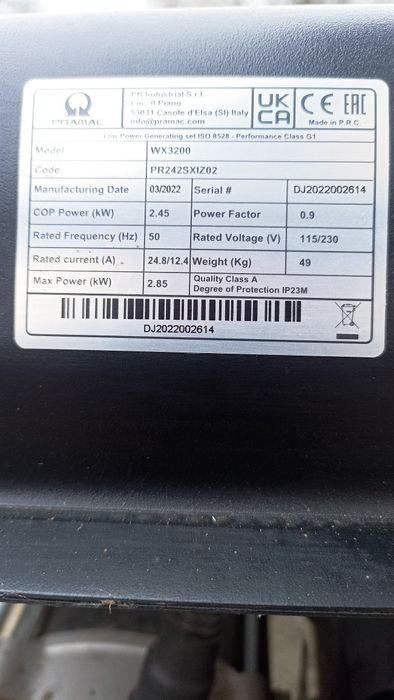 PRAMAC
PR Industrial S.r.l.
Loc. Il Piano
53031 Casole d'Elsa (SI) Italy
info@pramac.com
UK
CA
CE EAC
Made in P.R.C.
Low Power Generating set ISO 8528 - Performance Class G1
Model WX3200
Code PR242SXIZ02
Manufacturing Date 03/2022 Serial # DJ2022002614
COP Power (kW) 2.45 Power Factor 0.9
Rated Frequency (Hz) 50 Rated Voltage (V) 115/230
Rated current (A) 24.8/12.4 Weight (Kg) 49
Max Power (kW) 2.85 Quality Class A
Degree of Protection IP23M
DJ2022002614